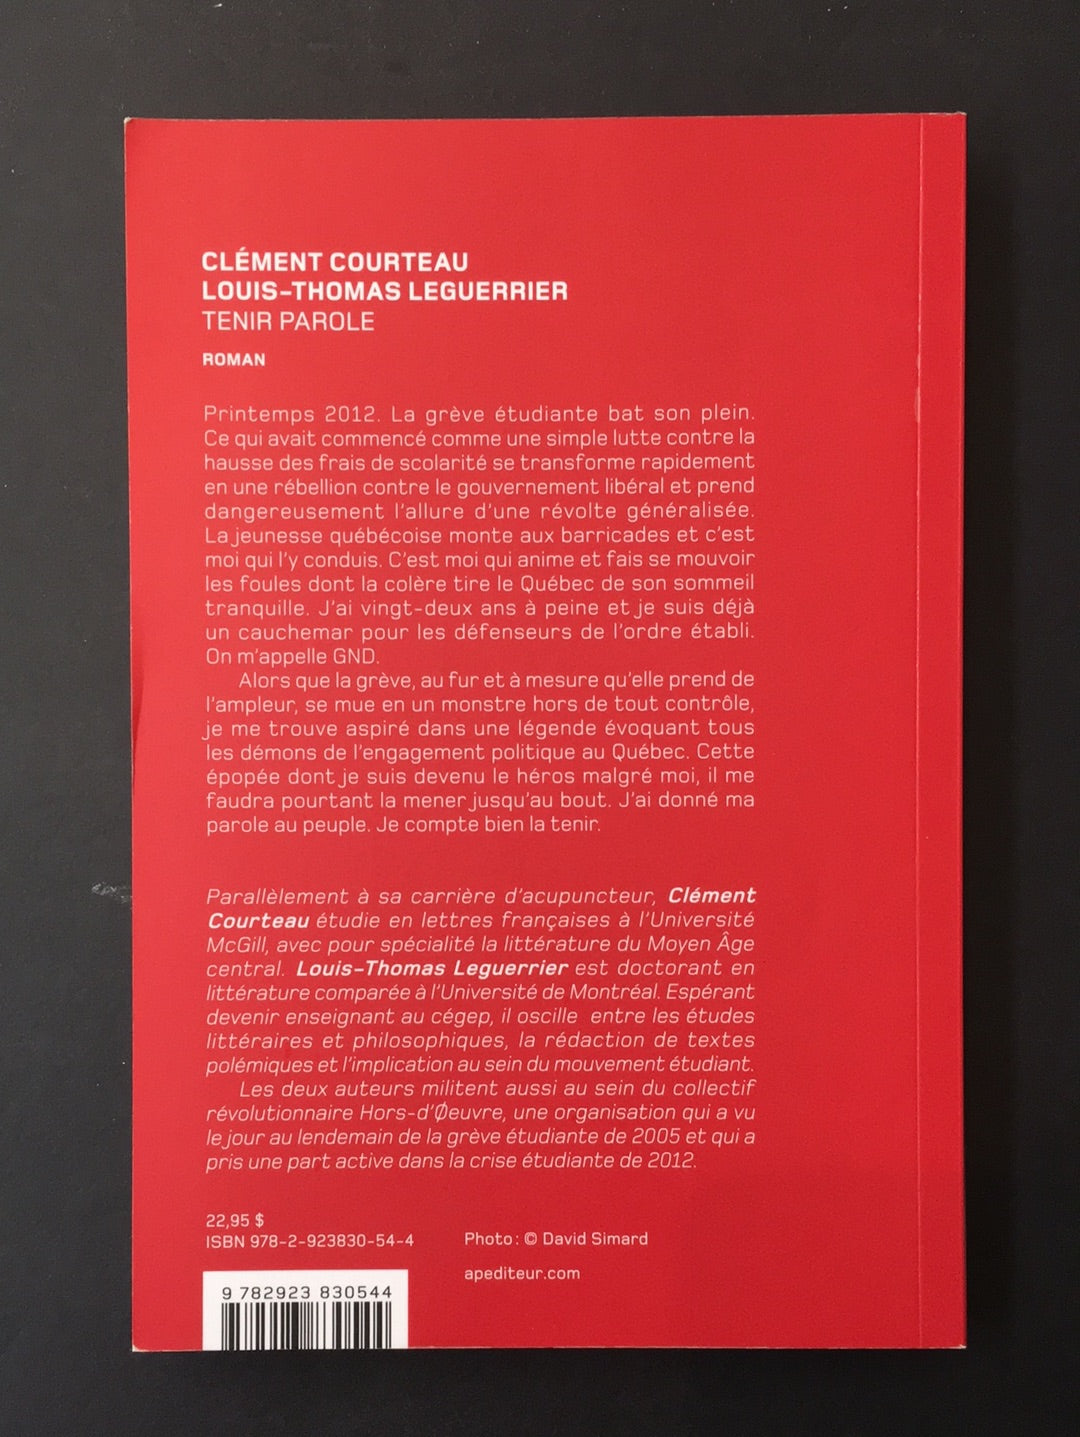 CLÉMENT COURTEAU
LOUIS-THOMAS LEGUERRIER
TENIR PAROLE
ROMAN
Printemps 2012. La grève étudiante bat son plein.
Ce qui avait commencé comme une simple lutte contre la
hausse des frais de scolarité se transforme rapidement
en une rébellion contre le gouvernement libéral et prend
dangereusement l'allure d'une révolte généralisée.
La jeunesse québécoise monte aux barricades et c'est
moi qui l'y conduis. C'est moi qui anime et fais se mouvoir
les foules dont la colère tire le Québec de son sommeil
tranquille. J'ai vingt-deux ans à peine et je suis déjà
un cauchemar pour les défenseurs de l'ordre établi.
On m'appelle GND.
Alors que la grève, au fur et à mesure qu'elle prend de
l'ampleur, se mue en un monstre hors de tout contrôle,
je me trouve aspiré dans une légende évoquant tous
les démons de l'engagement politique au Québec. Cette
épopée dont je suis devenu le héros malgré moi, il me
faudra pourtant la mener jusqu'au bout. J'ai donné ma
parole au peuple. Je compte bien la tenir.
Parallèlement à sa carrière d'acupuncteur, Clément
Courteau étudie en lettres françaises à l'Université
McGill, avec pour spécialité la littérature du Moyen Âge
central. Louis-Thomas Leguerrier est doctorant en
littérature comparée à l'Université de Montréal. Espérant
devenir enseignant au cégep, il oscille entre les études
littéraires et philosophiques, la rédaction de textes
polémiques et l'implication au sein du mouvement étudiant.
Les deux auteurs militent aussi au sein du collectif
révolutionnaire Hors-d'Øeuvre, une organisation qui a vu
le jour au lendemain de la grève étudiante de 2005 et qui a
pris une part active dans la crise étudiante de 2012.
22,95 $
ISBN 978-2-923830-54-4
Photo : © David Simard
apediteur.com
9 782923 830544